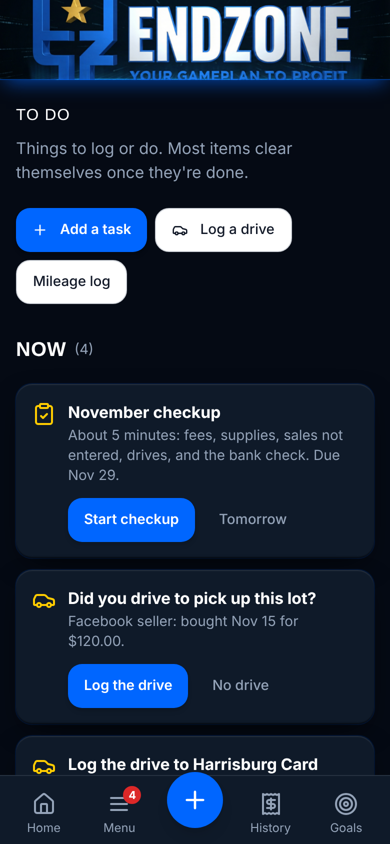 ENDZONE
YOUR GAMEPLAN TO PROFIT
TO DO
Things to log or do. Most items clear
themselves once they're done.
Add a task
Log a drive
Mileage log
NOW (4)
November checkup
About 5 minutes: fees, supplies, sales not
entered, drives, and the bank check. Due
Nov 29.
Start checkup
Tomorrow
Did you drive to pick up this lot?
Facebook seller: bought Nov 15 for
$120.00.
Log the drive
No drive
Log the drive to Harrisburg Card
4
Home
Menu
History
Goals